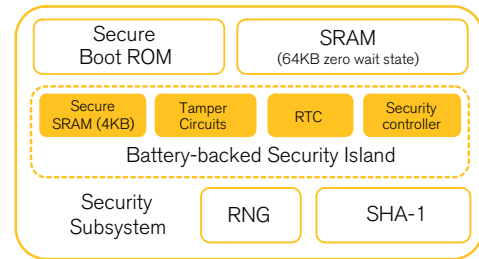 Secure
Boot ROM
SRAM
(64KB zero wait state)
Secure
SRAM (4KB)
Tamper
Circuits
RTC
Security
controller
Battery-backed Security Island
Security
Subsystem
RNG
SHA-1